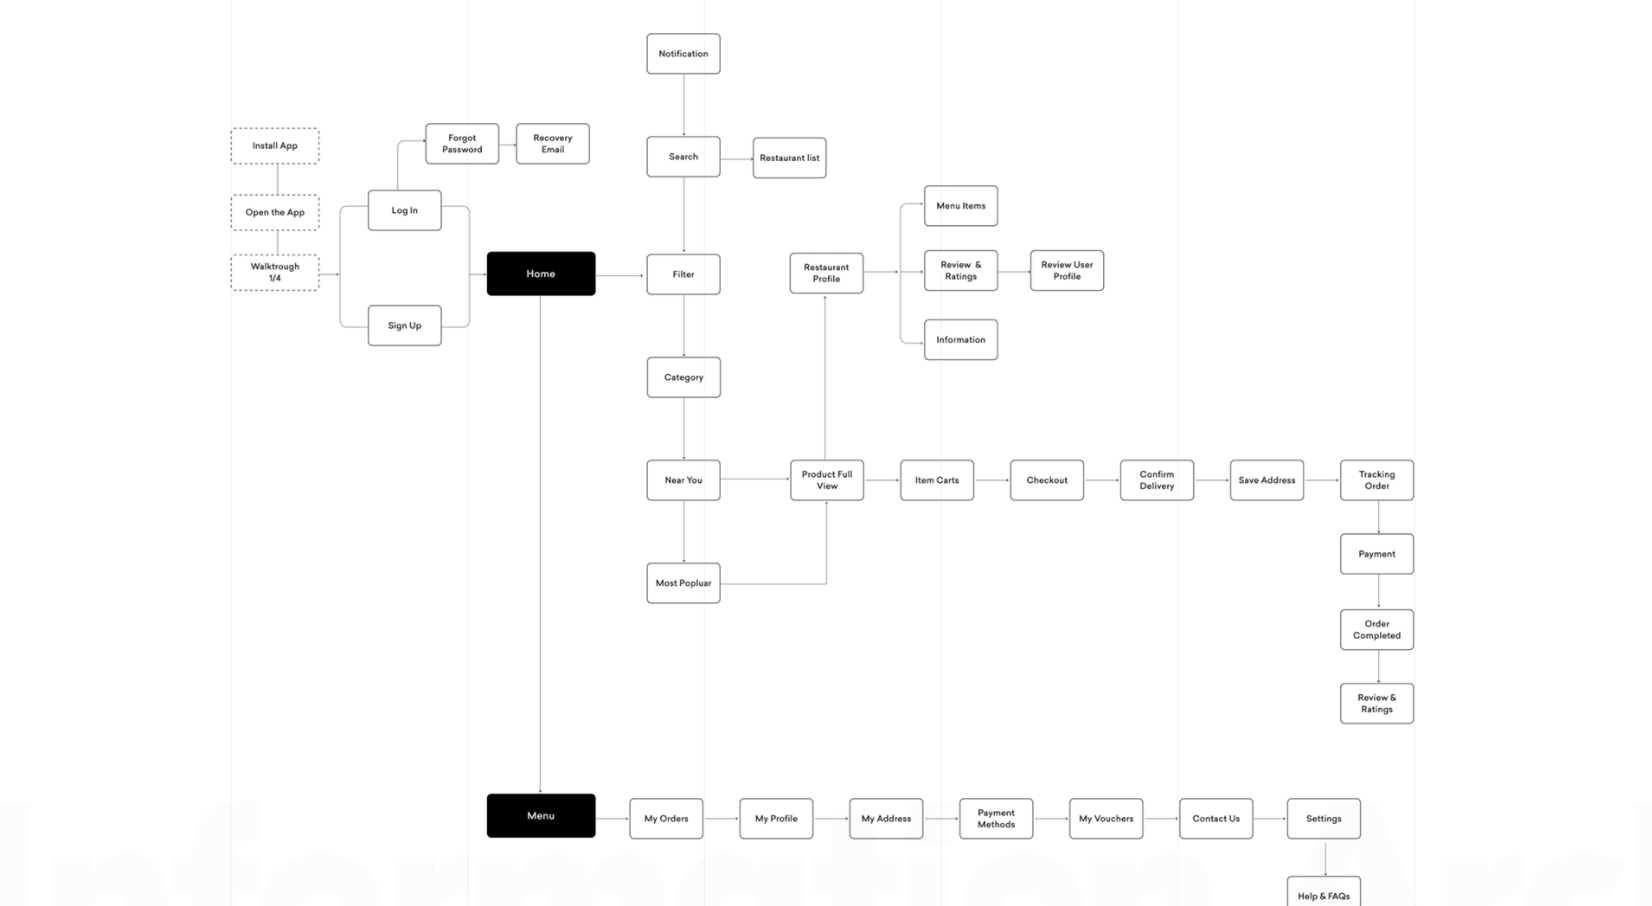 Notification
Install App
Forgot
Password
Recovery
Email
Search
Restaurant list
Open the App
Log In
Menu Items
Walktrough
1/4
Home
Filter
Restaurant
Profile
Review &
Ratings
Review User
Profile
Sign Up
Information
Category
Near You
Product Full
View
Item Carts
Checkout
Confirm
Delivery
Save Address
Tracking
Order
Payment
Most Popluar
Order
Completed
Review &
Ratings
Menu
My Orders
My Profile
My Address
Payment
Methods
My Vouchers
Contact Us
Settings
Help & FAQs
Information Arc